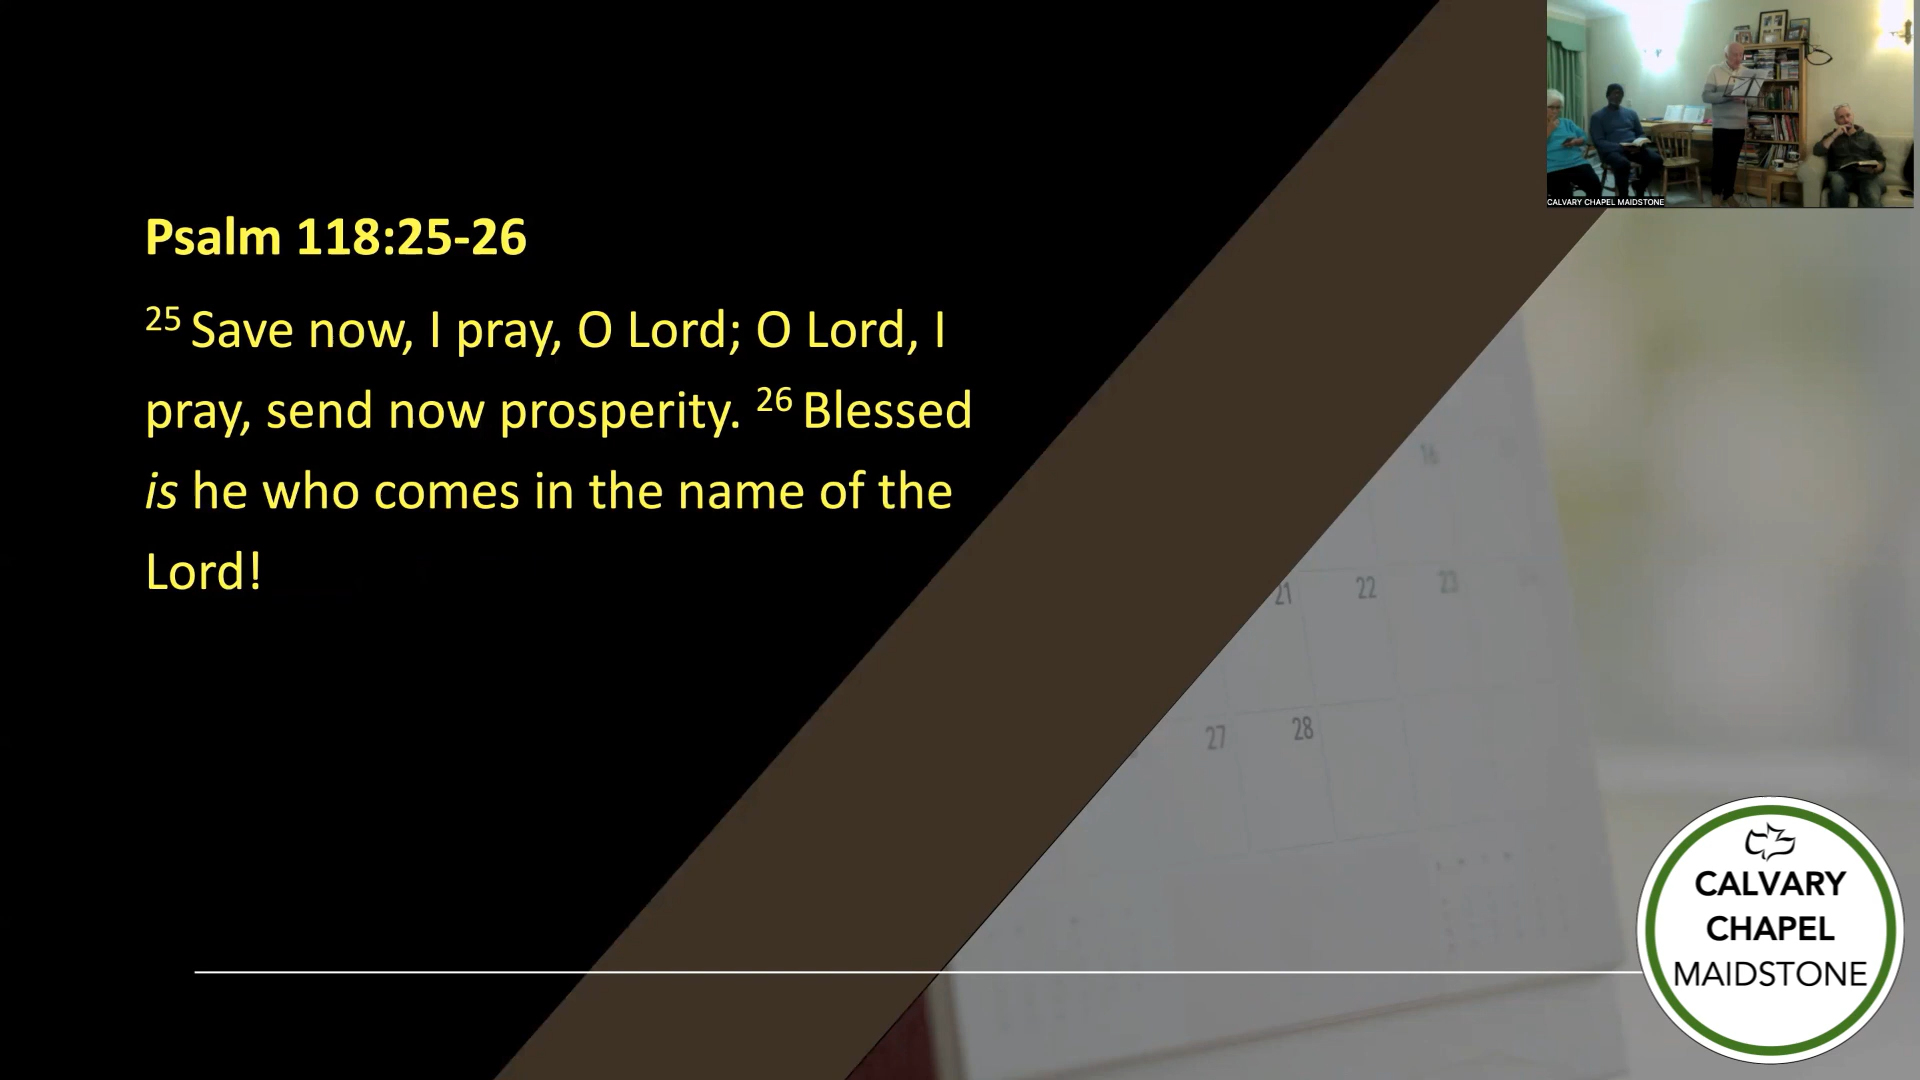 CALVARY CHAPEL MAIDSTONE
Psalm 118:25-26
25 Save now, I pray, O Lord; O Lord, I
pray, send now prosperity. 26 Blessed
is he who comes in the name of the
Lord!
16
21 22 23
27 28
CALVARY
CHAPEL
MAIDSTONE